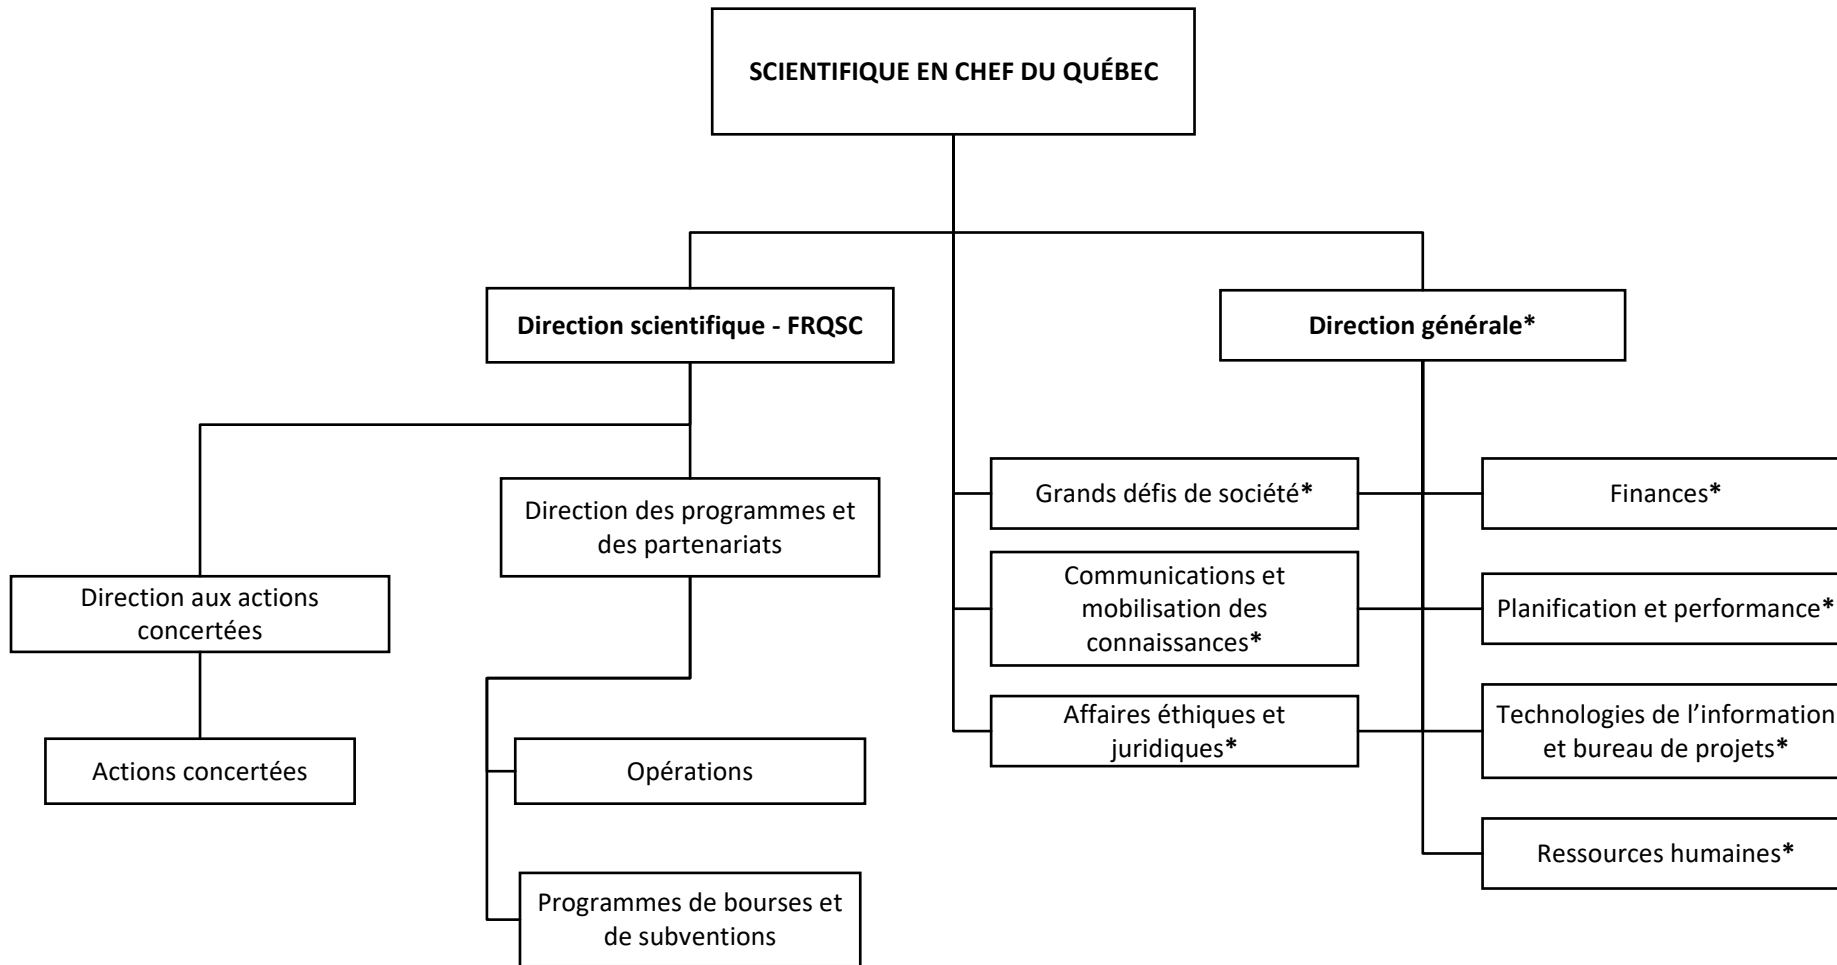 SCIENTIFIQUE EN CHEF DU QUÉBEC
Direction scientifique - FRQSC
Direction générale*
Direction des programmes et
des partenariats
Direction aux actions
concertées
Actions concertées
Opérations
Programmes de bourses et
de subventions
Grands défis de société*
Communications et
mobilisation des
connaissances*
Affaires éthiques et
juridiques*
Finances*
Planification et performance*
Technologies de l’information
et bureau de projets*
Ressources humaines*